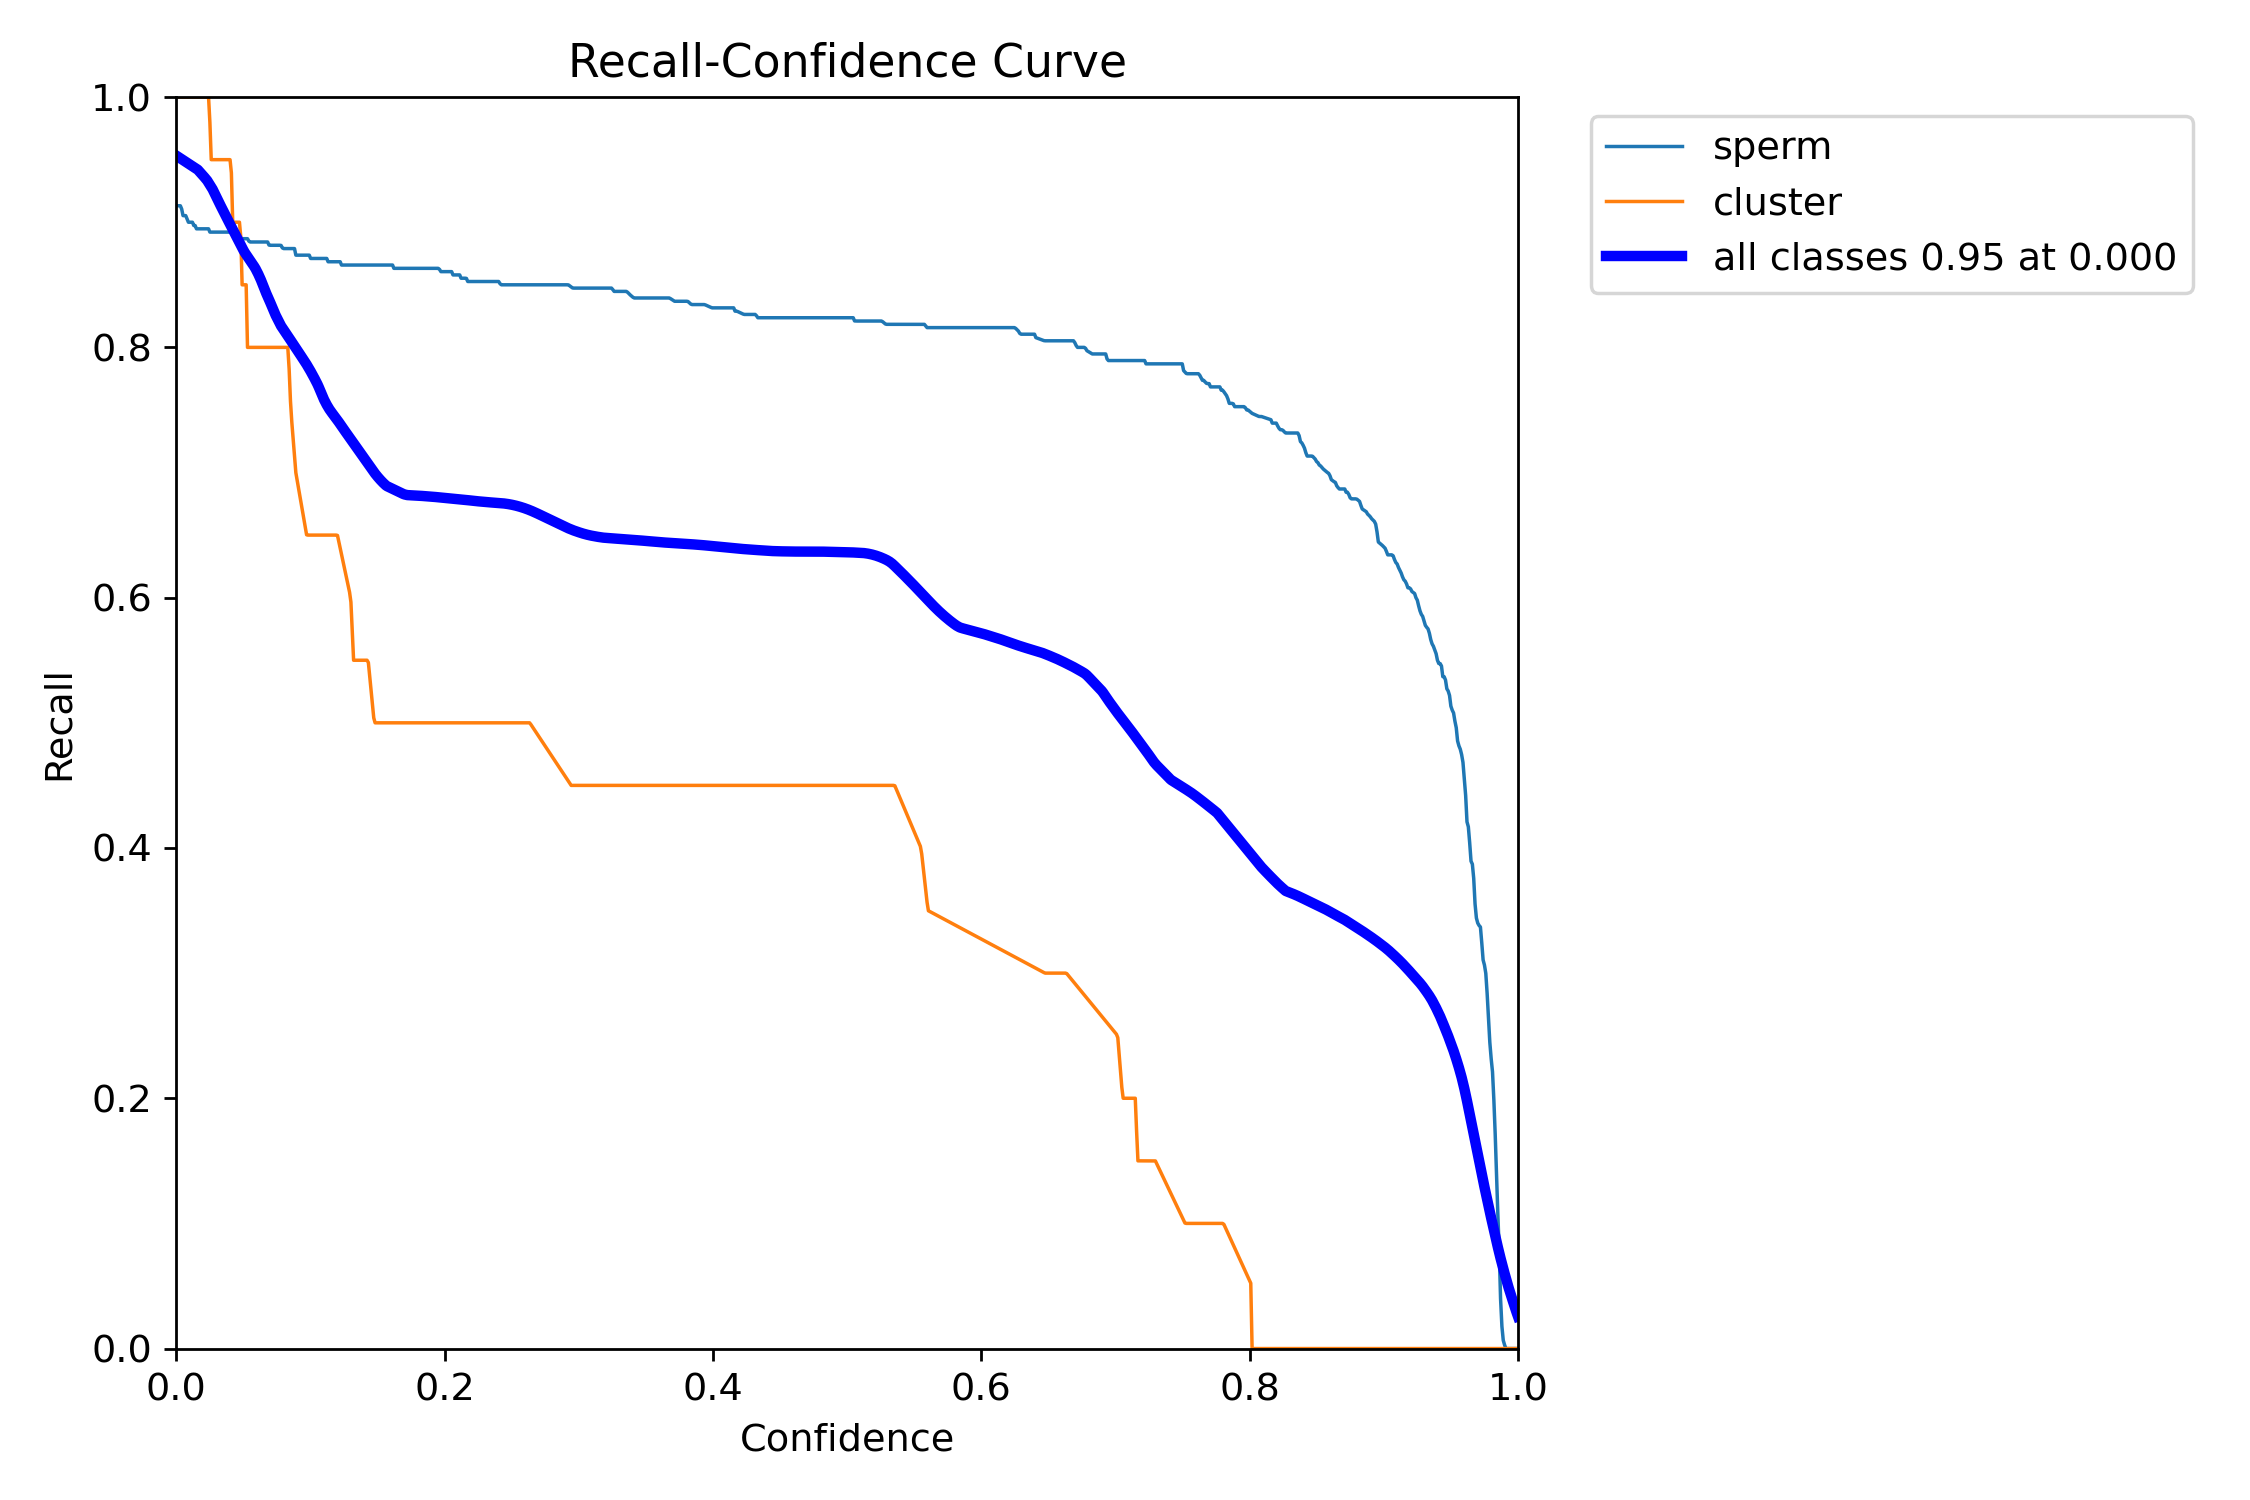 Recall-Confidence Curve
1.0
0.8
0.6
0.4
0.2
0.0
Recall
0.0 0.2 0.4 0.6 0.8 1.0
Confidence
sperm
cluster
all classes 0.95 at 0.000